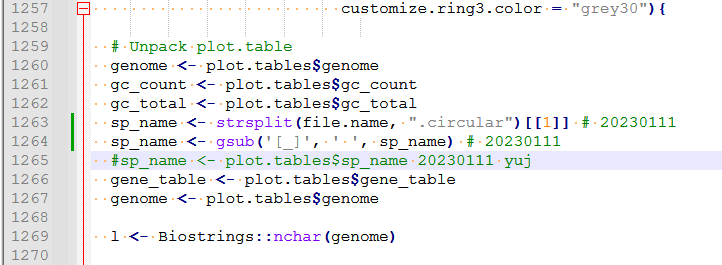 1257 customize.ring3.color = "grey30"){
1258
1259 # Unpack plot.table
1260 genome <- plot.tables$genome
1261 gc_count <- plot.tables$gc_count
1262 gc_total <- plot.tables$gc_total
1263 sp_name <- strsplit(file.name, ".circular")[[1]] # 20230111
1264 sp_name <- gsub('[_]', ' ', sp_name) # 20230111
1265 #sp_name <- plot.tables$sp_name 20230111 yuj
1266 gene_table <- plot.tables$gene_table
1267 genome <- plot.tables$genome
1268
1269 l <- Biostrings::nchar(genome)
1270